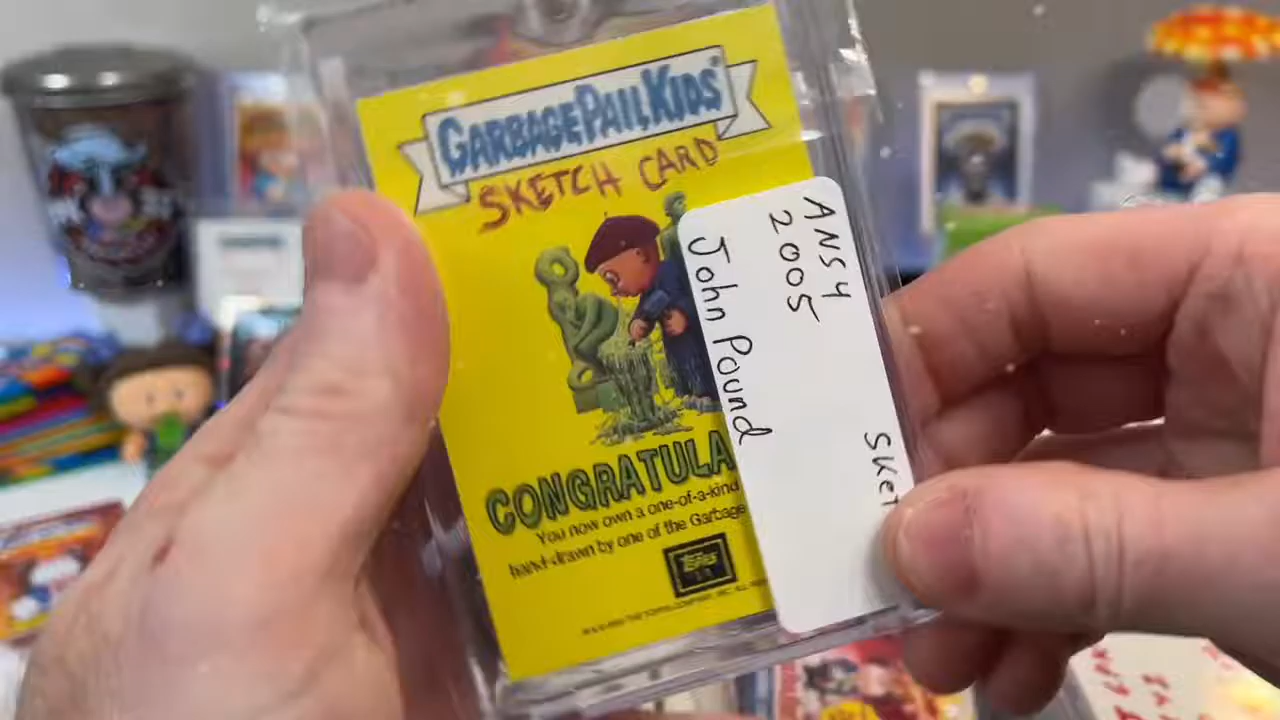 GARBAGE PAIL KIDS
SKETCH CARD
CONGRATULA
You now own a one-of-a-kind
hand-drawn by one of the Garbage
Topps
ANS4
2005
John Pound
SKET